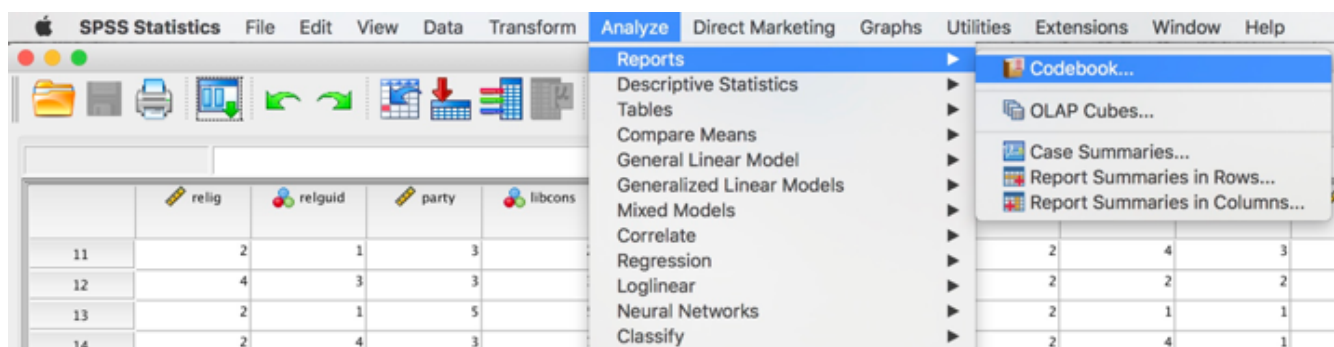 SPSS Statistics File Edit View Data Transform Analyze Direct Marketing Graphs Utilities Extensions Window Help
Reports
Descriptive Statistics
Tables
Compare Means
General Linear Model
Generalized Linear Models
Mixed Models
Correlate
Regression
Loglinear
Neural Networks
Classify
Codebook...
OLAP Cubes...
Case Summaries...
Report Summaries in Rows...
Report Summaries in Columns...
relig relguid party libcons
11 2 1 3 2 4 3
12 4 3 3 2 2 2
13 2 1 5 2 1 1
14 2 4 3 2 4 1